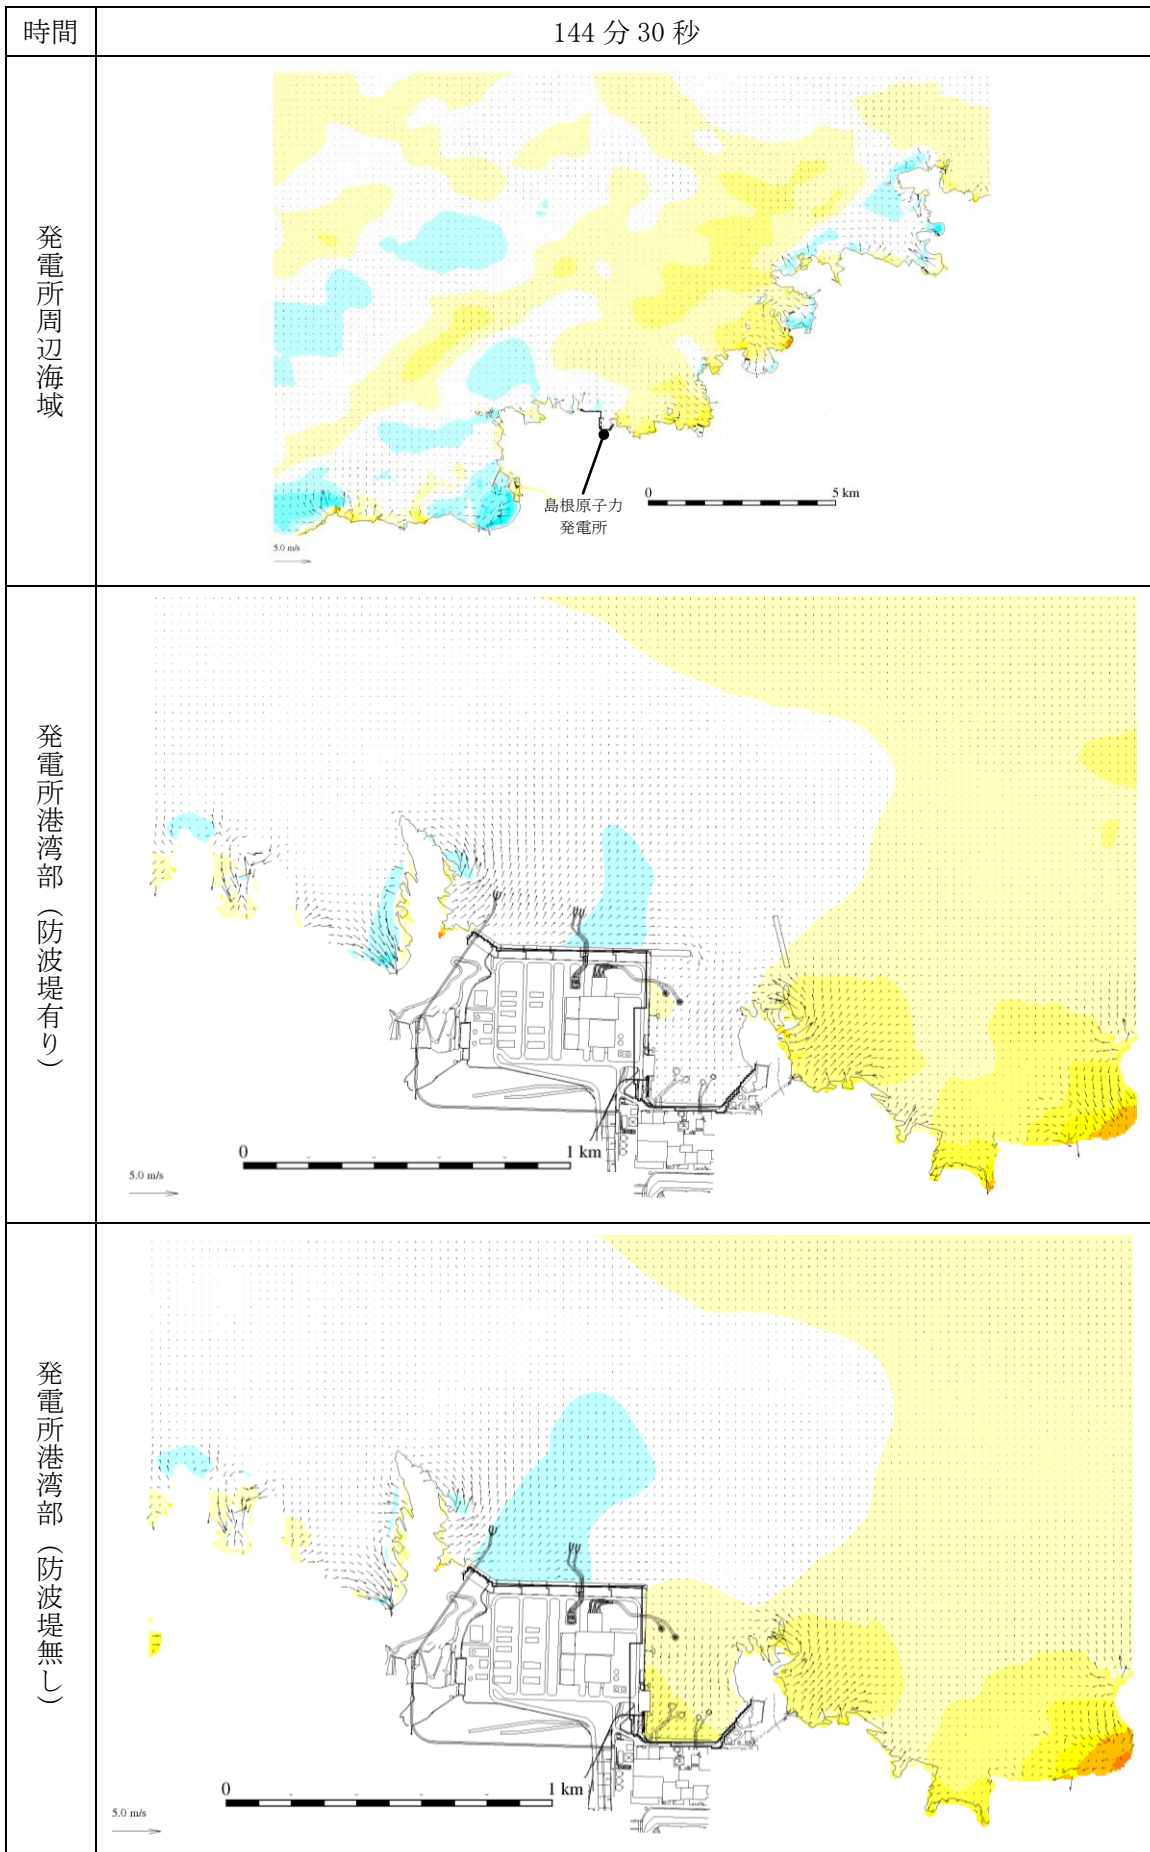 時間
144 分 30 秒
発電所周辺海域
島根原子力
発電所
0
5 km
5.0 m/s
発電所港湾部（防波堤有り）
0
1 km
5.0 m/s
発電所港湾部（防波堤無し）
0
1 km
5.0 m/s